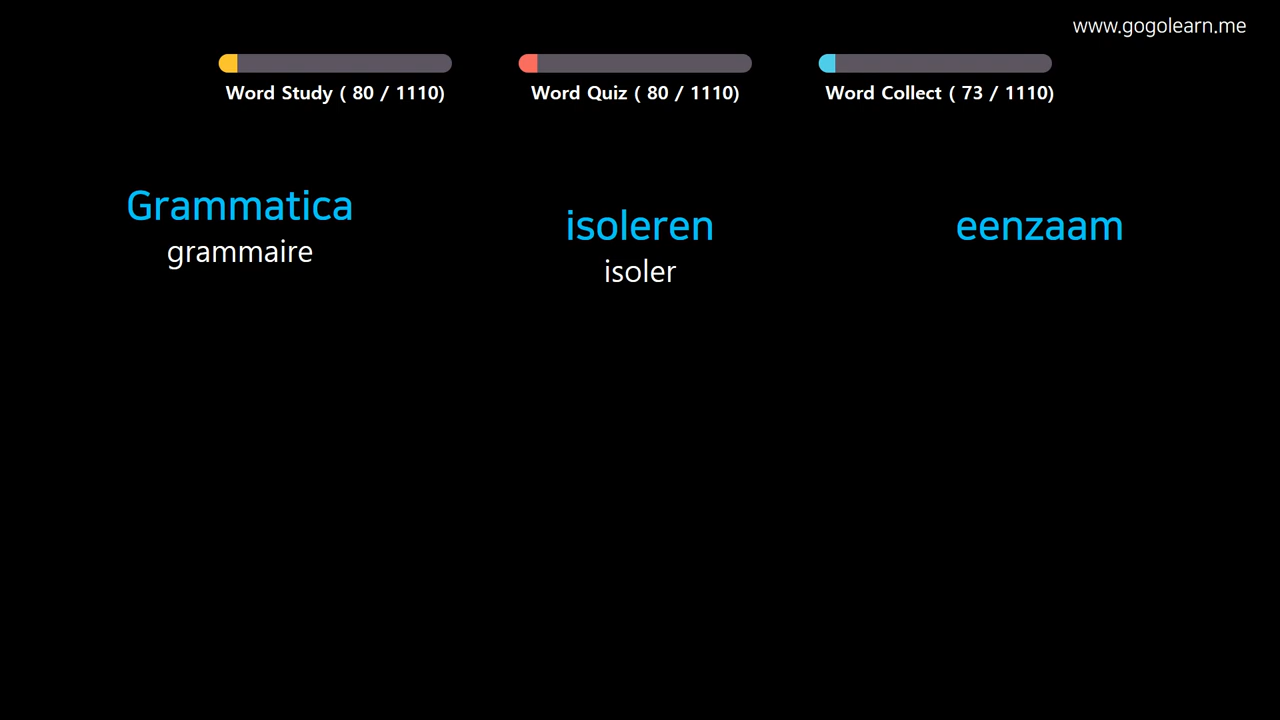 www.gogolearn.me
Word Study ( 80 / 1110)
Word Quiz ( 80 / 1110)
Word Collect ( 73 / 1110)
Grammatica
grammaire
isoleren
isoler
eenzaam